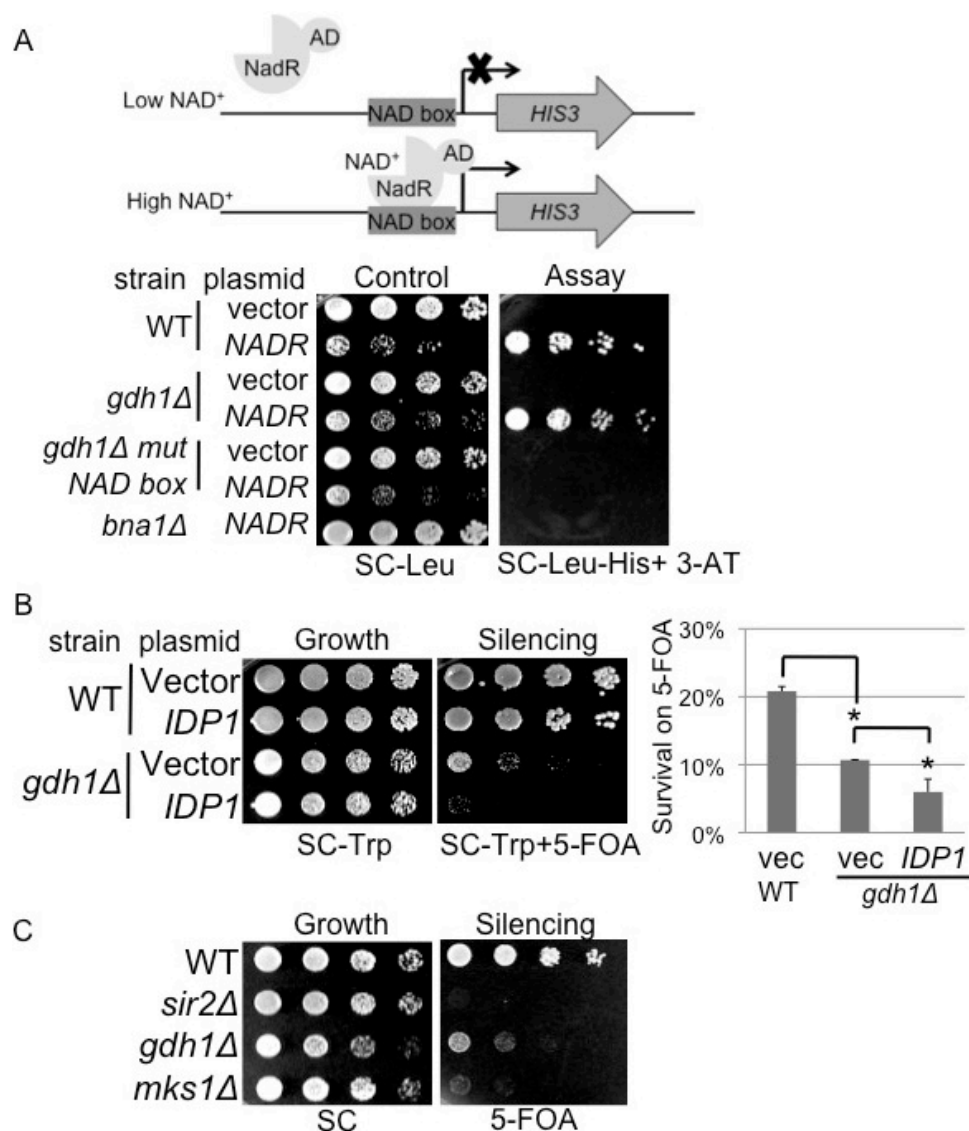 A
AD
NadR
Low NAD⁺
NAD box
HIS3
NAD⁺
AD
NadR
High NAD⁺
NAD box
HIS3
strain plasmid Control Assay
WT vector
NADR
gdh1Δ vector
NADR
gdh1Δ mut NAD box vector
NADR
bna1Δ NADR
SC-Leu SC-Leu-His+ 3-AT
B
strain plasmid Growth Silencing
WT Vector
IDP1
gdh1Δ Vector
IDP1
SC-Trp SC-Trp+5-FOA
Survival on 5-FOA
30%
20%
10%
0%
* *
vec vec IDP1
WT gdh1Δ
C
Growth Silencing
WT
sir2Δ
gdh1Δ
mks1Δ
SC 5-FOA